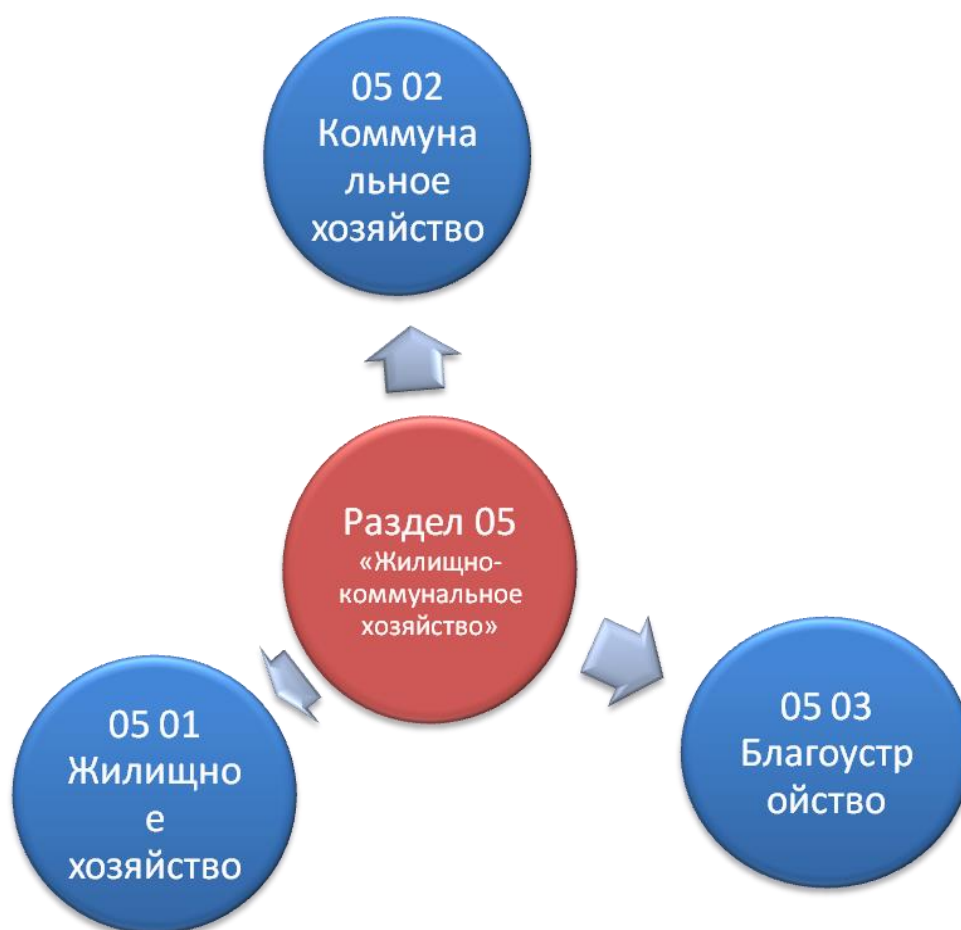 05 02
Коммуна
льное
хозяйство
Раздел 05
«Жилищно-
коммунальное
хозяйство»
05 01
Жилищно
е
хозяйство
05 03
Благоустр
ойство